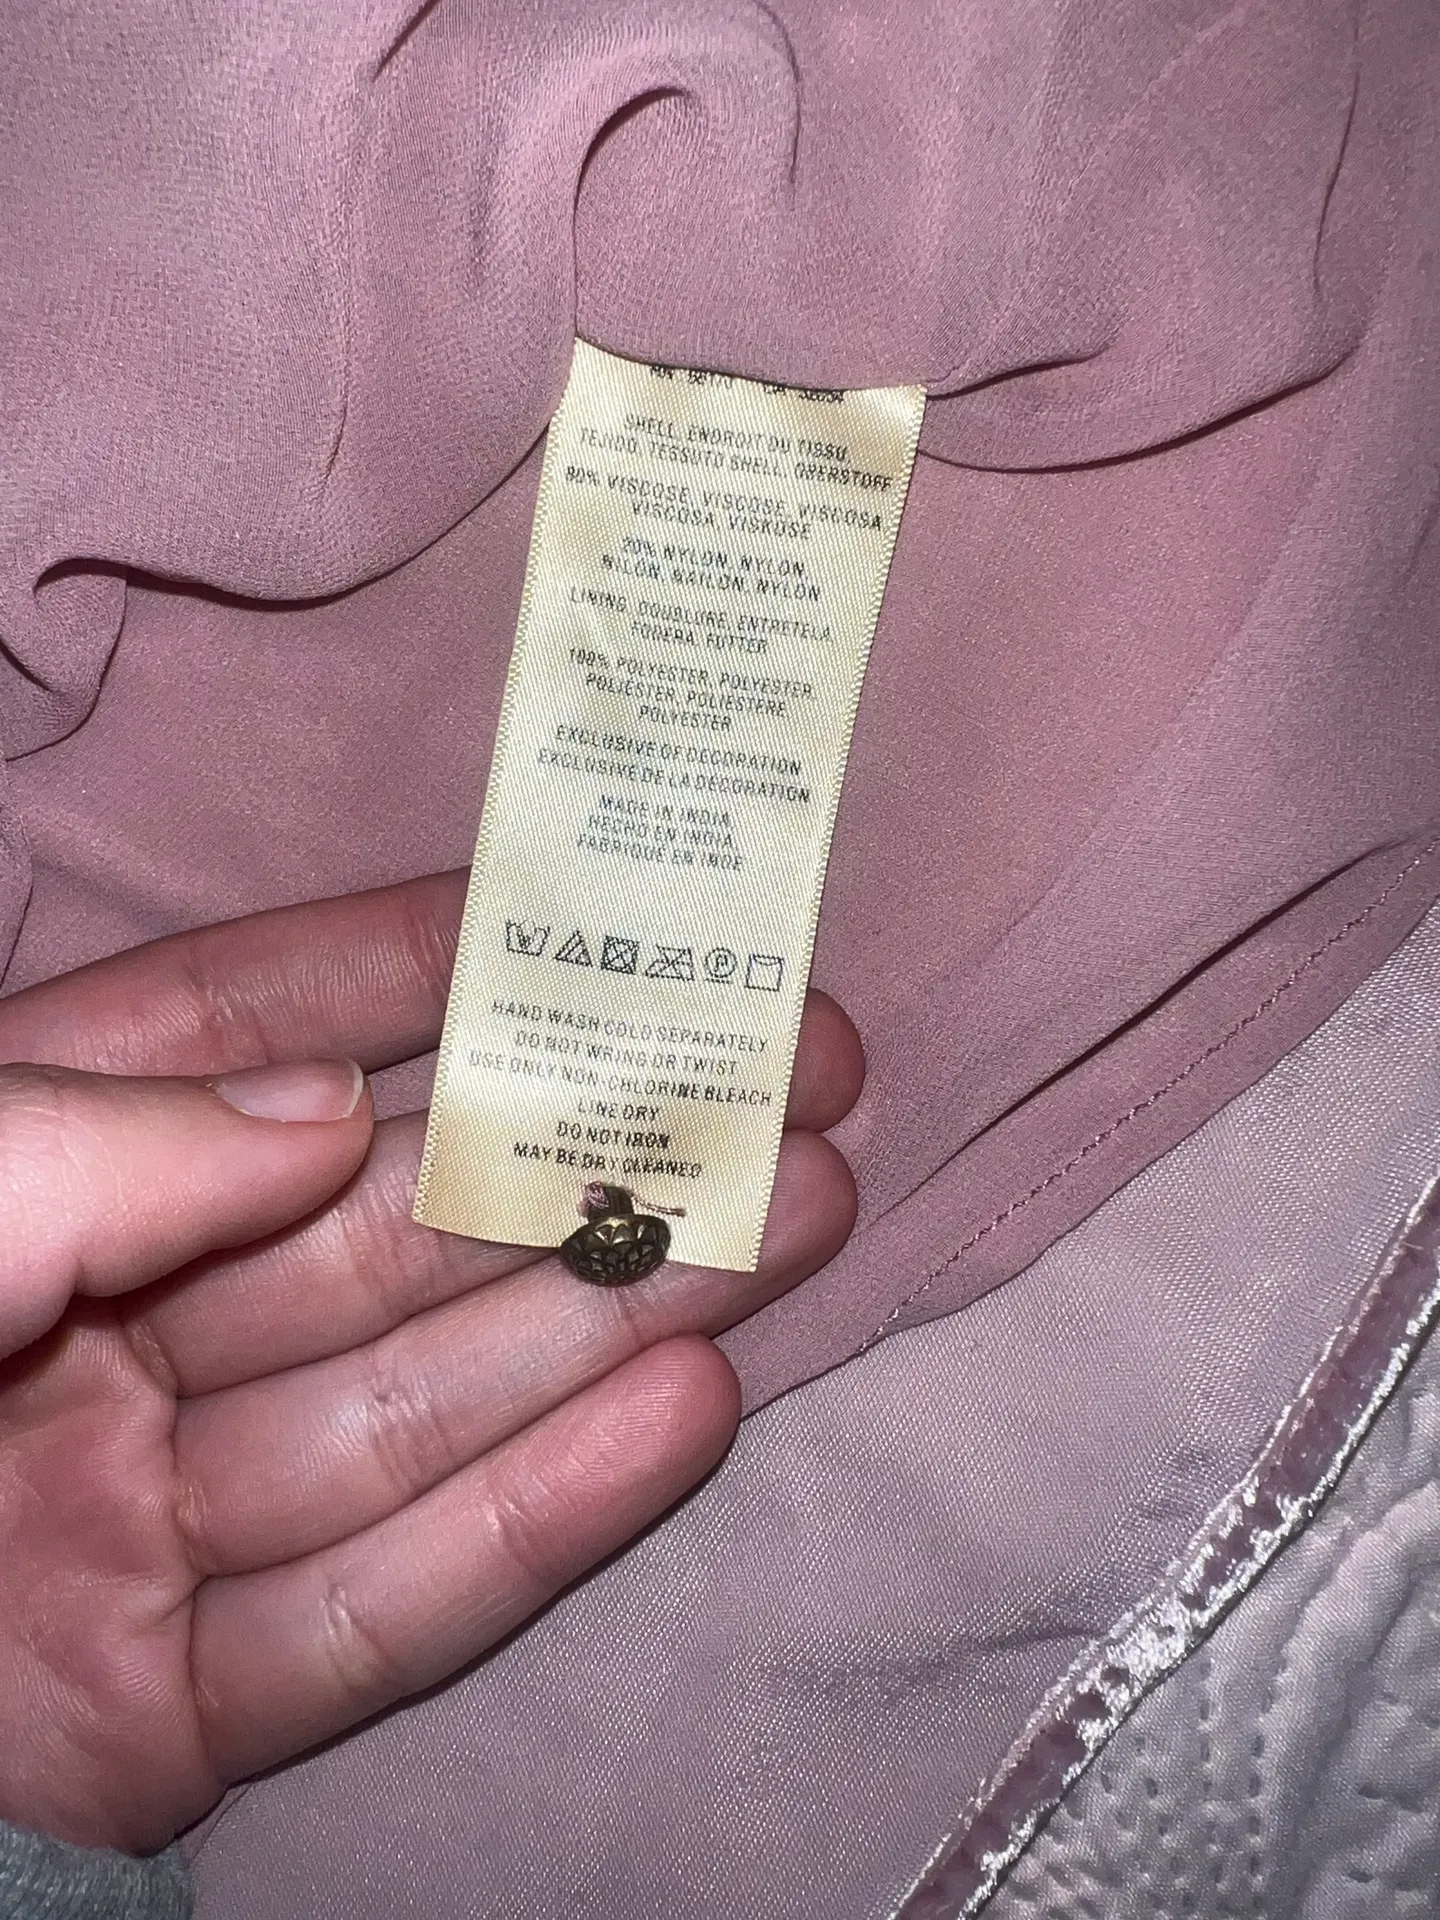 SHELL, ENDROIT DU TISSU
TEJIDO, TESSUTO SHELL, OBERSTOFF
80% VISCOSE, VISCOSE, VISCOSA
VISCOSA, VISKOSE
20% NYLON, NYLON,
NILON, NAILON, NYLON
LINING, DOUBLURE, ENTRETELA
FODERA, FUTTER
100% POLYESTER, POLYESTER,
POLIESTER, POLIESTERE
POLYESTER
EXCLUSIVE OF DECORATION
EXCLUSIVE DE LA DECORATION
MADE IN INDIA
HECHO EN INDIA
FABRIQUE EN INDE
P
HAND WASH COLD SEPARATELY
DO NOT WRING OR TWIST
USE ONLY NON-CHLORINE BLEACH
LINE DRY
DO NOT IRON
MAY BE DRY CLEANED